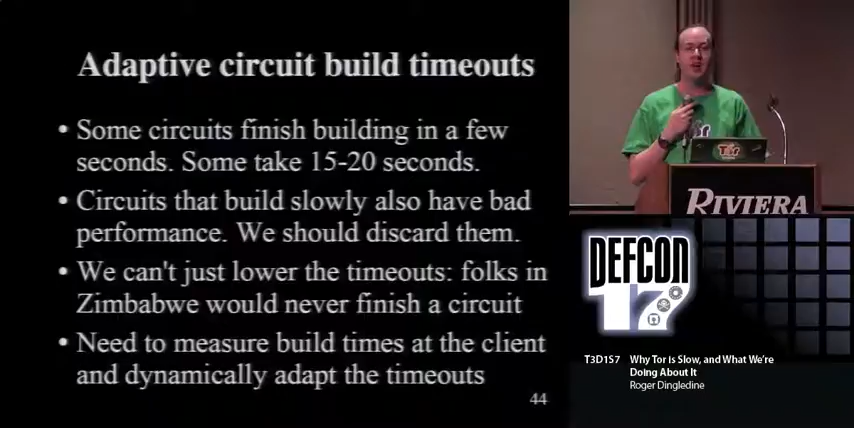 Adaptive circuit build timeouts
• Some circuits finish building in a few
seconds. Some take 15-20 seconds.
• Circuits that build slowly also have bad
performance. We should discard them.
• We can't just lower the timeouts: folks in
Zimbabwe would never finish a circuit
• Need to measure build times at the client
and dynamically adapt the timeouts
44
Tor
RIVIERA
DEFCON
17
T3D1S7 Why Tor is Slow, and What We're
Doing About It
Roger Dingledine